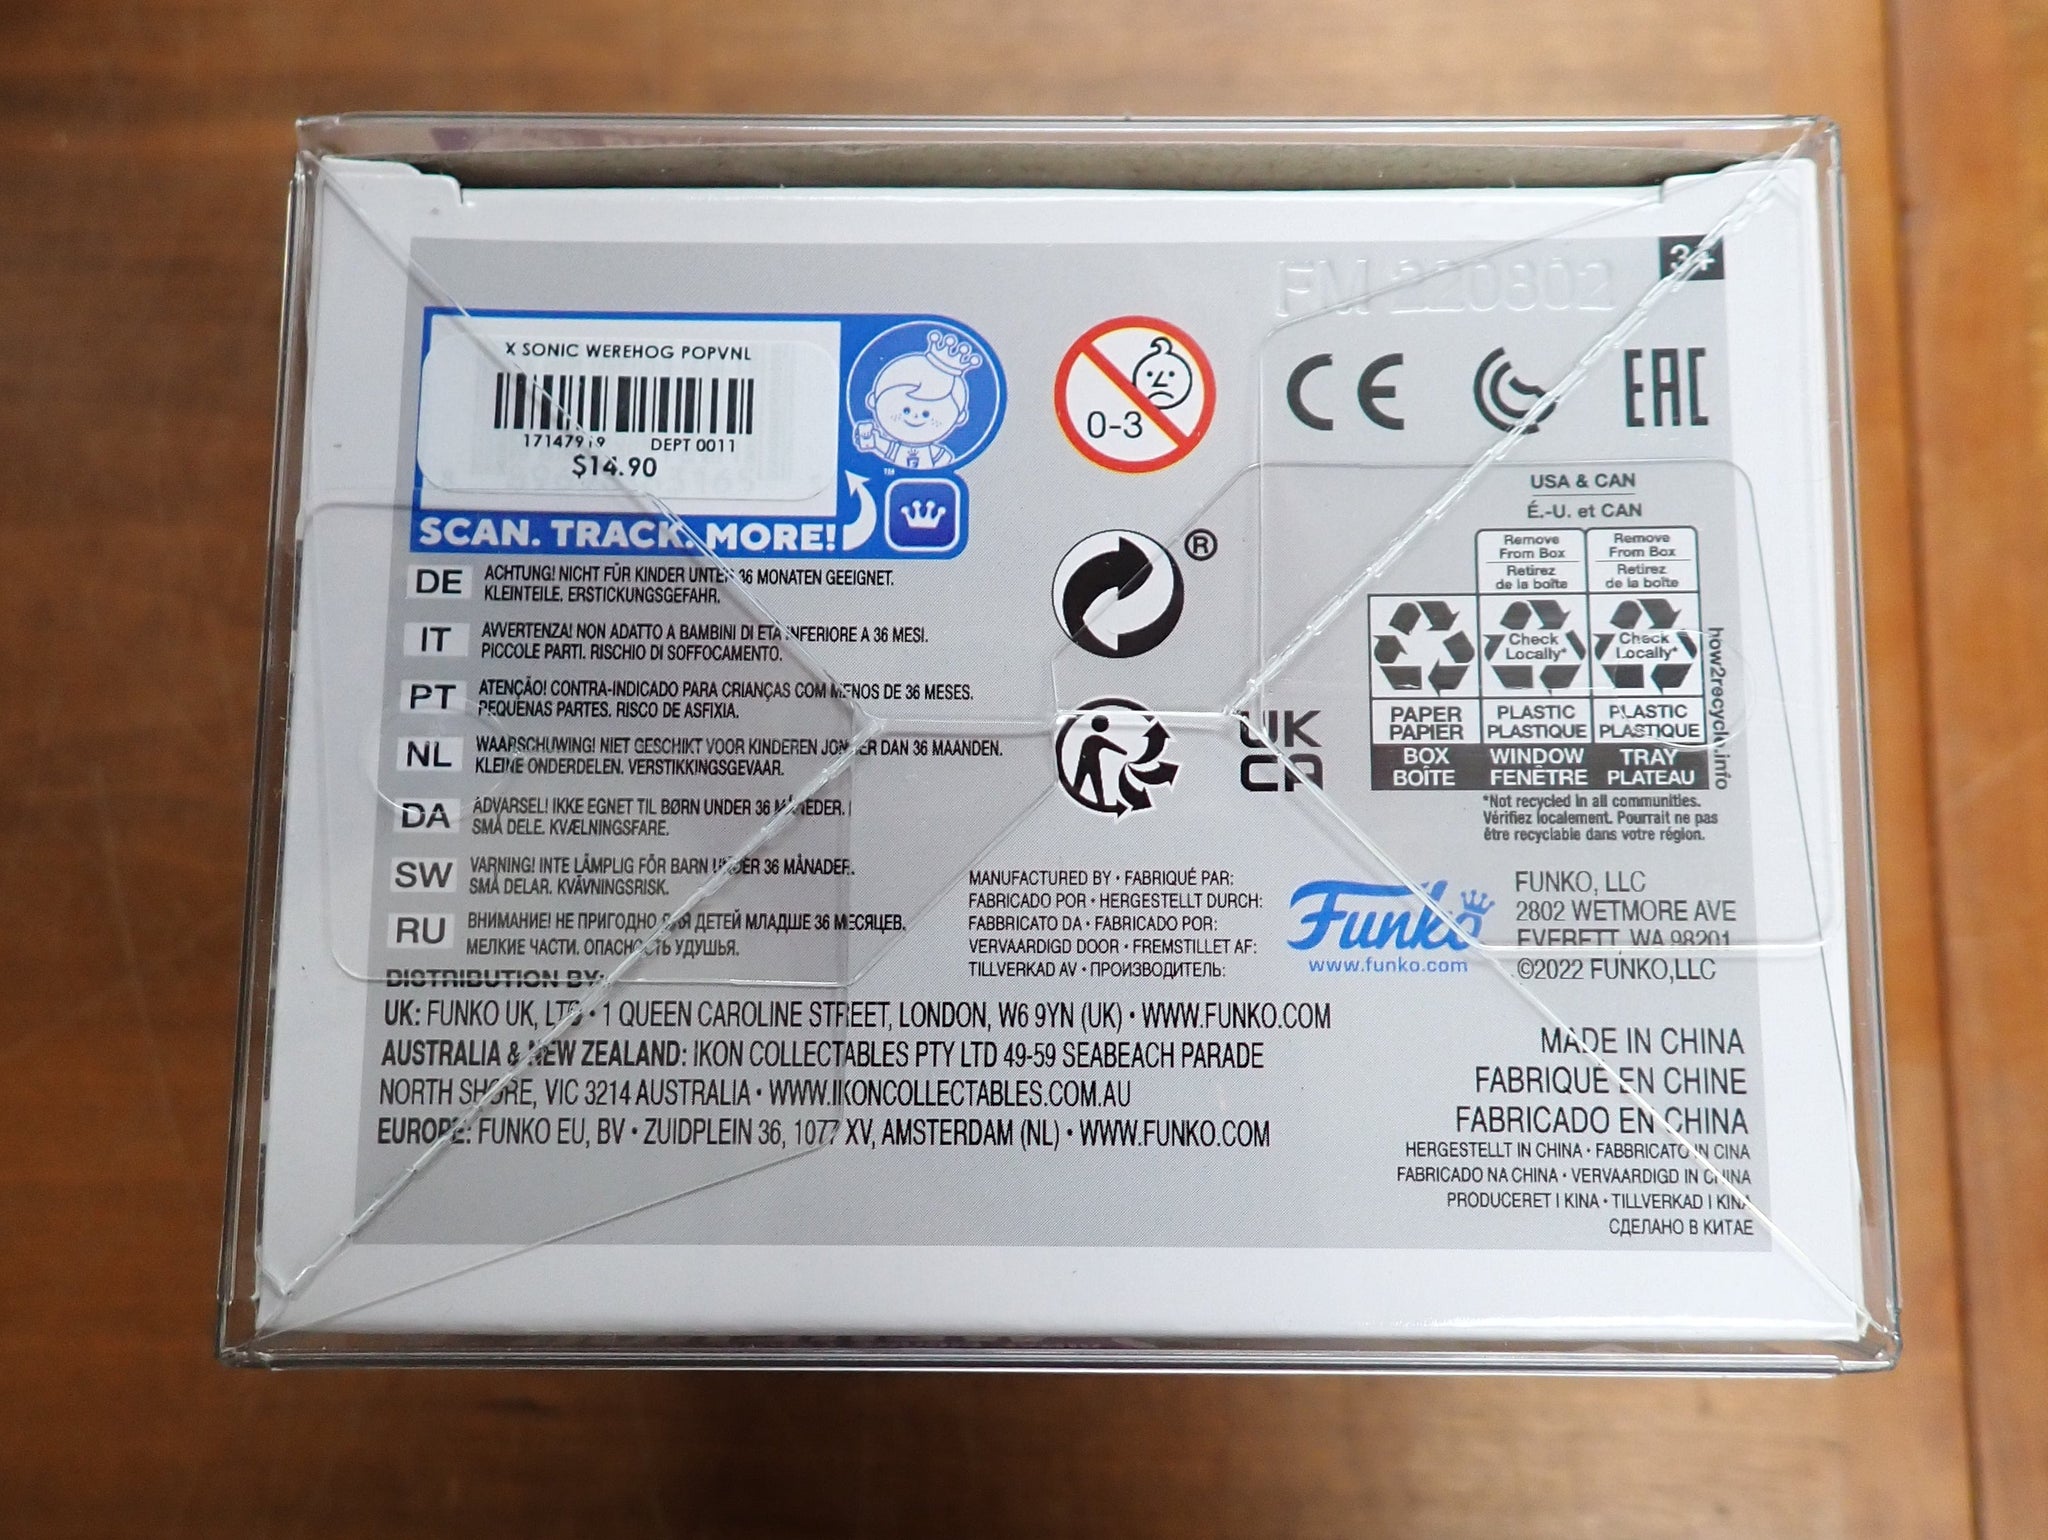 FM-220802
3+
X SONIC WEREHOG POPVNL
17147919 DEPT 0011
$14.90
SCAN. TRACK. MORE!
™
0-3
CE
EAC
USA & CAN
É.-U. et CAN
Remove From Box
Retirez de la boîte
Remove From Box
Retirez de la boîte
Check Locally*
Check Locally*
PAPER PAPIER
PLASTIC PLASTIQUE
PLASTIC PLASTIQUE
BOX BOÎTE
WINDOW FENÊTRE
TRAY PLATEAU
how2recycle.info
*Not recycled in all communities.
Vérifiez localement. Pourrait ne pas
être recyclable dans votre région.
®
UK
CA
DE ACHTUNG! NICHT FÜR KINDER UNTER 36 MONATEN GEEIGNET.
KLEINTEILE. ERSTICKUNGSGEFAHR.
IT AVVERTENZA! NON ADATTO A BAMBINI DI ETA INFERIORE A 36 MESI.
PICCOLE PARTI. RISCHIO DI SOFFOCAMENTO.
PT ATENÇÃO! CONTRA-INDICADO PARA CRIANÇAS COM MENOS DE 36 MESES.
PEQUENAS PARTES. RISCO DE ASFIXIA.
NL WAARSCHUWING! NIET GESCHIKT VOOR KINDEREN JONGER DAN 36 MAANDEN.
KLEINE ONDERDELEN. VERSTIKKINGSGEVAAR.
DA ADVARSEL! IKKE EGNET TIL BØRN UNDER 36 MÅNEDER.
SMÅ DELE. KVÆLNINGSFARE.
SW VARNING! INTE LÄMPLIG FÖR BARN UNDER 36 MÅNADER.
SMÅ DELAR. KVÄVNINGSRISK.
RU ВНИМАНИЕ! НЕ ПРИГОДНО ДЛЯ ДЕТЕЙ МЛАДШЕ 36 МЕСЯЦЕВ.
МЕЛКИЕ ЧАСТИ. ОПАСНОСТЬ УДУШЬЯ.
MANUFACTURED BY • FABRIQUÉ PAR:
FABRICADO POR • HERGESTELLT DURCH:
FABBRICATO DA • FABRICADO POR:
VERVAARDIGD DOOR • FREMSTILLET AF:
TILLVERKAD AV • ПРОИЗВОДИТЕЛЬ:
Funko
www.funko.com
FUNKO, LLC
2802 WETMORE AVE
EVERETT, WA 98201
©2022 FUNKO,LLC
DISTRIBUTION BY:
UK: FUNKO UK, LTD • 1 QUEEN CAROLINE STREET, LONDON, W6 9YN (UK) • WWW.FUNKO.COM
AUSTRALIA & NEW ZEALAND: IKON COLLECTABLES PTY LTD 49-59 SEABEACH PARADE
NORTH SHORE, VIC 3214 AUSTRALIA • WWW.IKONCOLLECTABLES.COM.AU
EUROPE: FUNKO EU, BV • ZUIDPLEIN 36, 1077 XV, AMSTERDAM (NL) • WWW.FUNKO.COM
MADE IN CHINA
FABRIQUE EN CHINE
FABRICADO EN CHINA
HERGESTELLT IN CHINA • FABBRICATO IN CINA
FABRICADO NA CHINA • VERVAARDIGD IN CHINA
PRODUCERET I KINA • TILLVERKAD I KINA
СДЕЛАНО В КИТАЕ